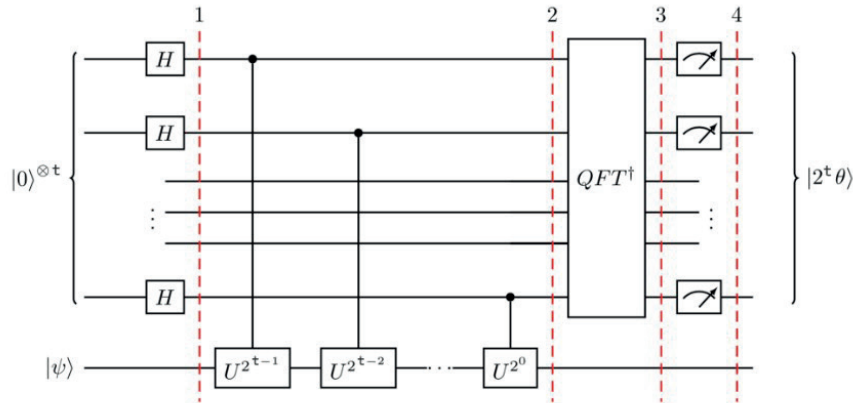 1 2 3 4
H
H
|0⟩^{⊗t} QFT^† |2^t θ⟩
⋮ ⋮
H
|ψ⟩ U^{2^{t−1}} U^{2^{t−2}} ··· U^{2^0}